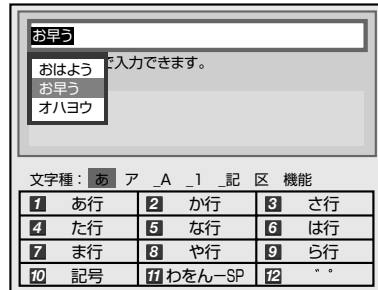 お早う
で入力できます。
おはよう
お早う
オハヨウ
文字種： あ ア _A _1 _記 区 機能
1 あ行 2 か行 3 さ行
4 た行 5 な行 6 は行
7 ま行 8 や行 9 ら行
10 記号 11 わをんーSP 12 ゛゜